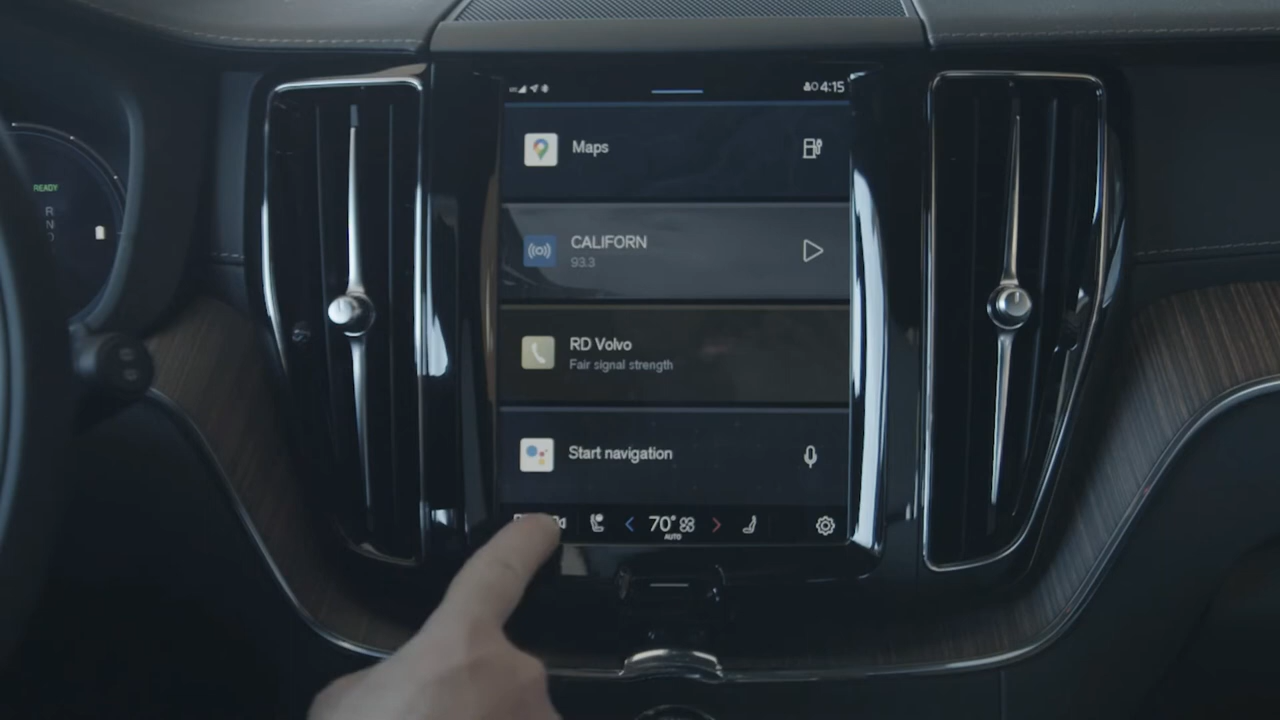 4:15
Maps
READY
R
N
D
CALIFORN
93.3
RD Volvo
Fair signal strength
Start navigation
70°
AUTO